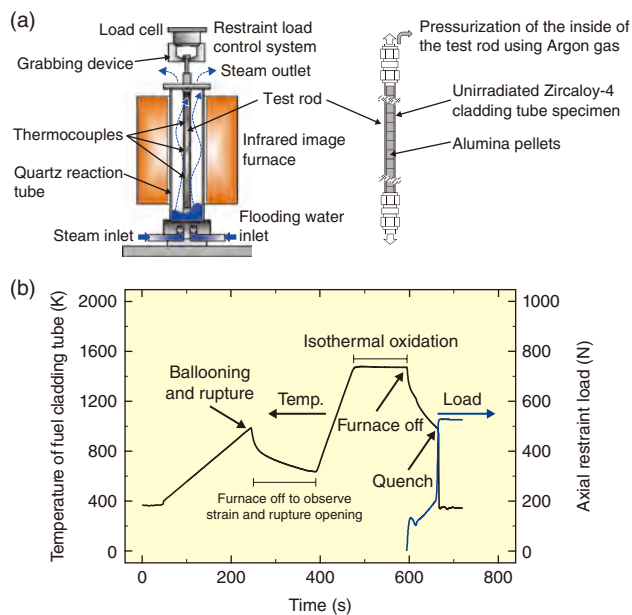 (a)
Load cell
Restraint load
control system
Grabbing device
Steam outlet
Test rod
Thermocouples
Infrared image
furnace
Quartz reaction
tube
Flooding water
Steam inlet
inlet
Pressurization of the inside of
the test rod using Argon gas
Unirradiated Zircaloy-4
cladding tube specimen
Alumina pellets
(b)
Temperature of fuel cladding tube (K)
2000
1600
1200
800
400
0
Isothermal oxidation
Ballooning
and rupture
Temp.
Load
Furnace off
Quench
Furnace off to observe
strain and rupture opening
1000
800
600
400
200
0
Axial restraint load (N)
0 200 400 600 800
Time (s)